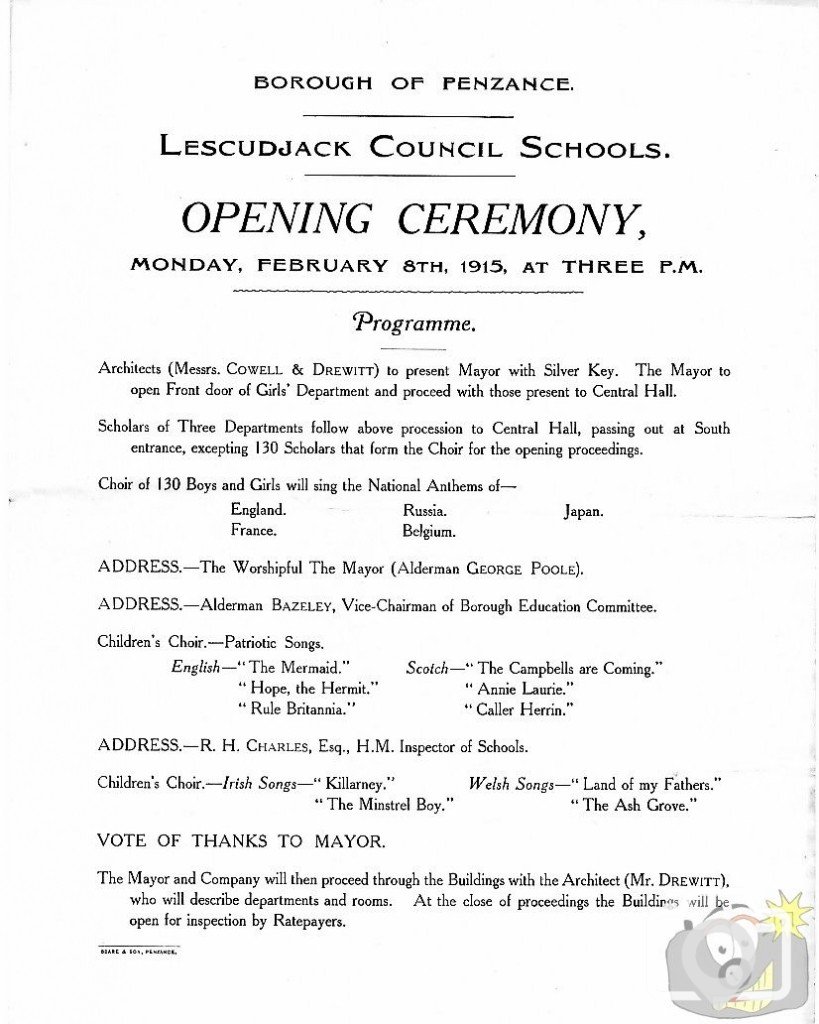 BOROUGH OF PENZANCE.
LESCUDJACK COUNCIL SCHOOLS.
OPENING CEREMONY,
MONDAY, FEBRUARY 8TH, 1915, AT THREE P.M.
Programme.
Architects (Messrs. COWELL & DREWITT) to present Mayor with Silver Key. The Mayor to
open Front door of Girls' Department and proceed with those present to Central Hall.
Scholars of Three Departments follow above procession to Central Hall, passing out at South
entrance, excepting 130 Scholars that form the Choir for the opening proceedings.
Choir of 130 Boys and Girls will sing the National Anthems of—
England. Russia. Japan.
France. Belgium.
ADDRESS.—The Worshipful The Mayor (Alderman GEORGE POOLE).
ADDRESS.—Alderman BAZELEY, Vice-Chairman of Borough Education Committee.
Children's Choir.—Patriotic Songs.
English—"The Mermaid." Scotch—"The Campbells are Coming."
"Hope, the Hermit." "Annie Laurie."
"Rule Britannia." "Caller Herrin."
ADDRESS.—R. H. CHARLES, Esq., H.M. Inspector of Schools.
Children's Choir.—Irish Songs—"Killarney." Welsh Songs—"Land of my Fathers."
"The Minstrel Boy." "The Ash Grove."
VOTE OF THANKS TO MAYOR.
The Mayor and Company will then proceed through the Buildings with the Architect (Mr. DREWITT),
who will describe departments and rooms. At the close of proceedings the Buildings will be
open for inspection by Ratepayers.
BEARE & SON, PENZANCE.